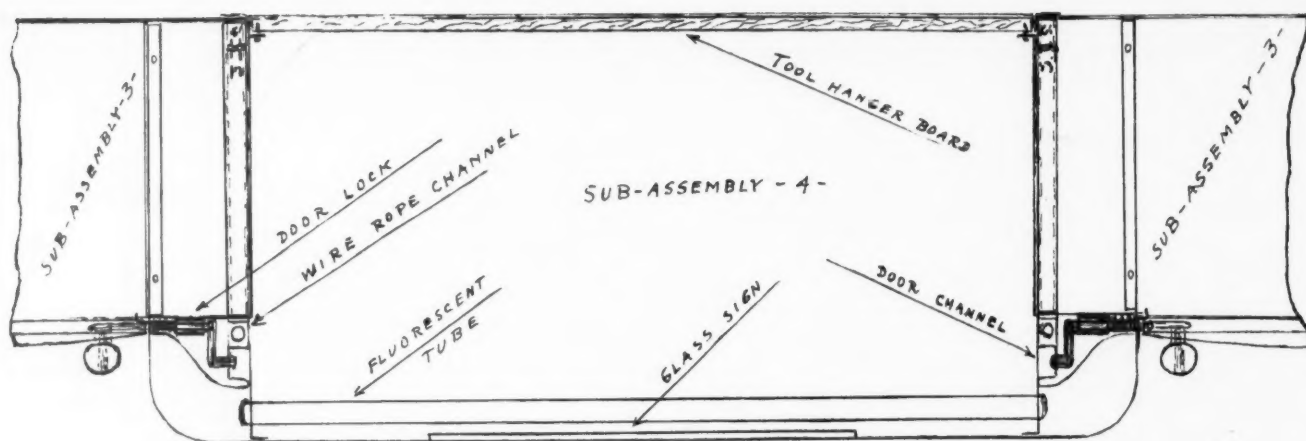 TOOL HANGER BOARD
SUB-ASSEMBLY-3-
SUB-ASSEMBLY-3-
DOOR LOCK
WIRE ROPE CHANNEL
SUB-ASSEMBLY-4-
FLUORESCENT
TUBE
GLASS SIGN
DOOR CHANNEL